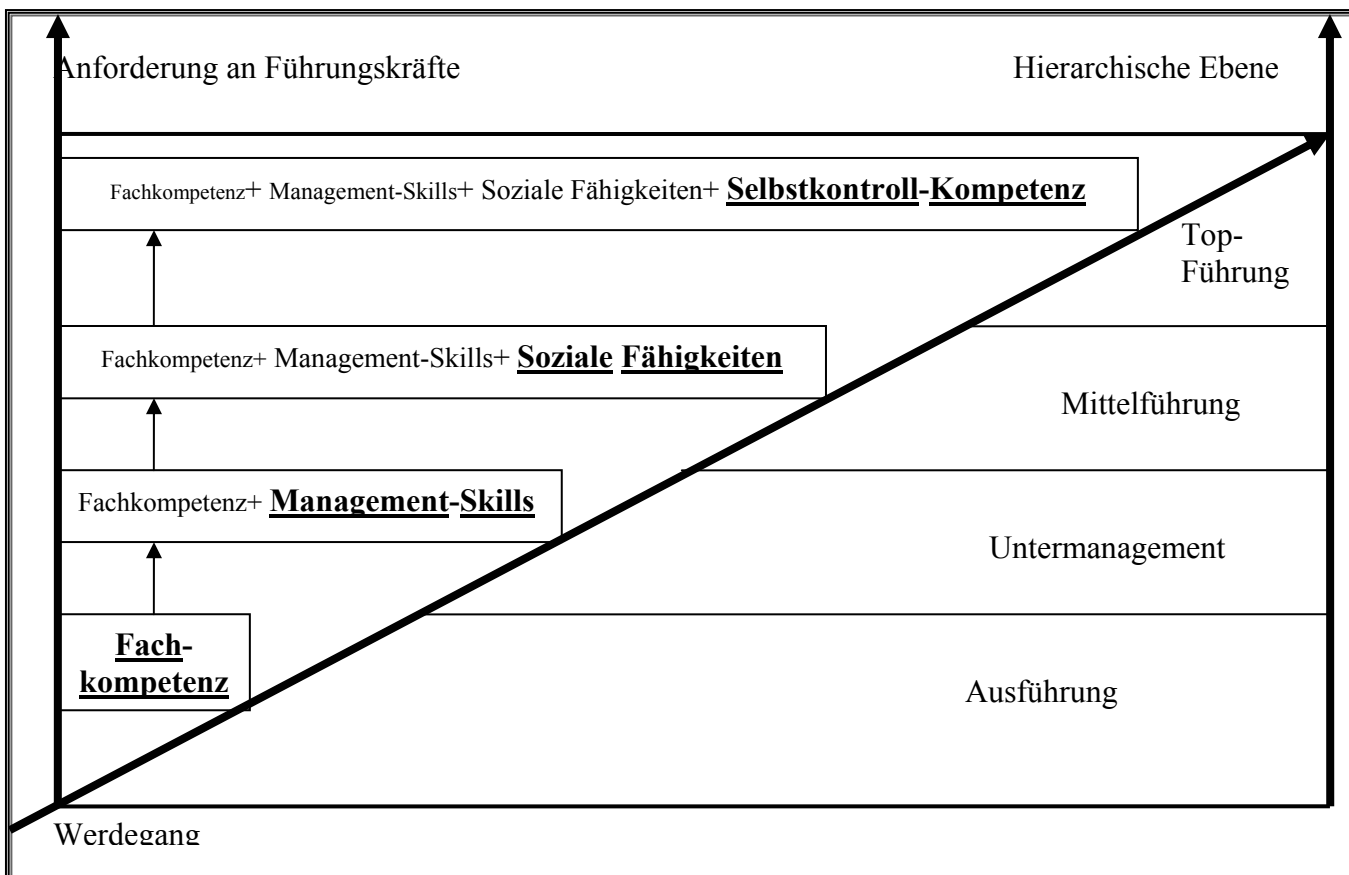 Anforderung an Führungskräfte
Hierarchische Ebene
Fachkompetenz+ Management-Skills+ Soziale Fähigkeiten+ Selbstkontroll-Kompetenz
Top-
Führung
Fachkompetenz+ Management-Skills+ Soziale Fähigkeiten
Mittelführung
Fachkompetenz+ Management-Skills
Untermanagement
Fach-
kompetenz
Ausführung
Werdegang